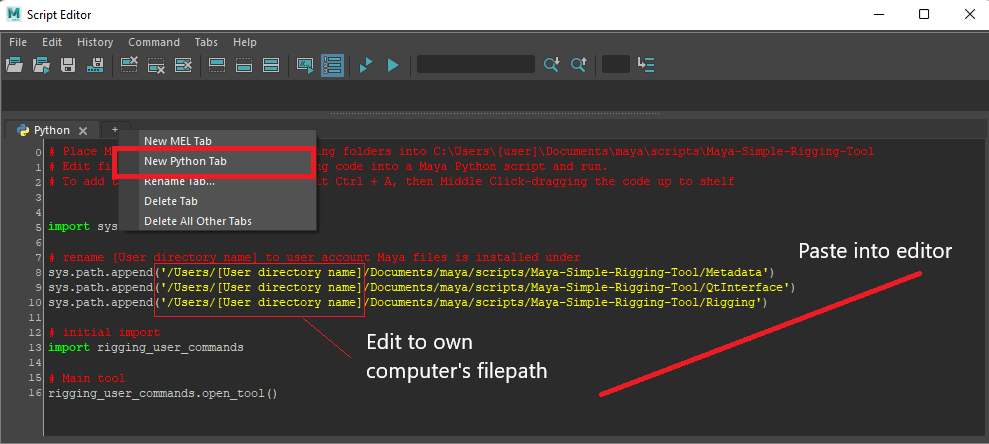 Script Editor
File Edit History Command Tabs Help
Python +
New MEL Tab
New Python Tab
Rename Tab...
Delete Tab
Delete All Other Tabs
0 # Place M ng folders into C:\Users\[user]\Documents\maya\scripts\Maya-Simple-Rigging-Tool
1 # Edit fi g code into a Maya Python script and run.
2 # To add t t Ctrl + A, then Middle Click-dragging the code up to shelf
3
4
5 import sys
6
7 # rename [User directory name] to user account Maya files is installed under
8 sys.path.append('/Users/[User directory name]/Documents/maya/scripts/Maya-Simple-Rigging-Tool/Metadata')
9 sys.path.append('/Users/[User directory name]/Documents/maya/scripts/Maya-Simple-Rigging-Tool/QtInterface')
10 sys.path.append('/Users/[User directory name]/Documents/maya/scripts/Maya-Simple-Rigging-Tool/Rigging')
11
12 # initial import
13 import rigging_user_commands
14
15 # Main tool
16 rigging_user_commands.open_tool()
Paste into editor
Edit to own
computer's filepath